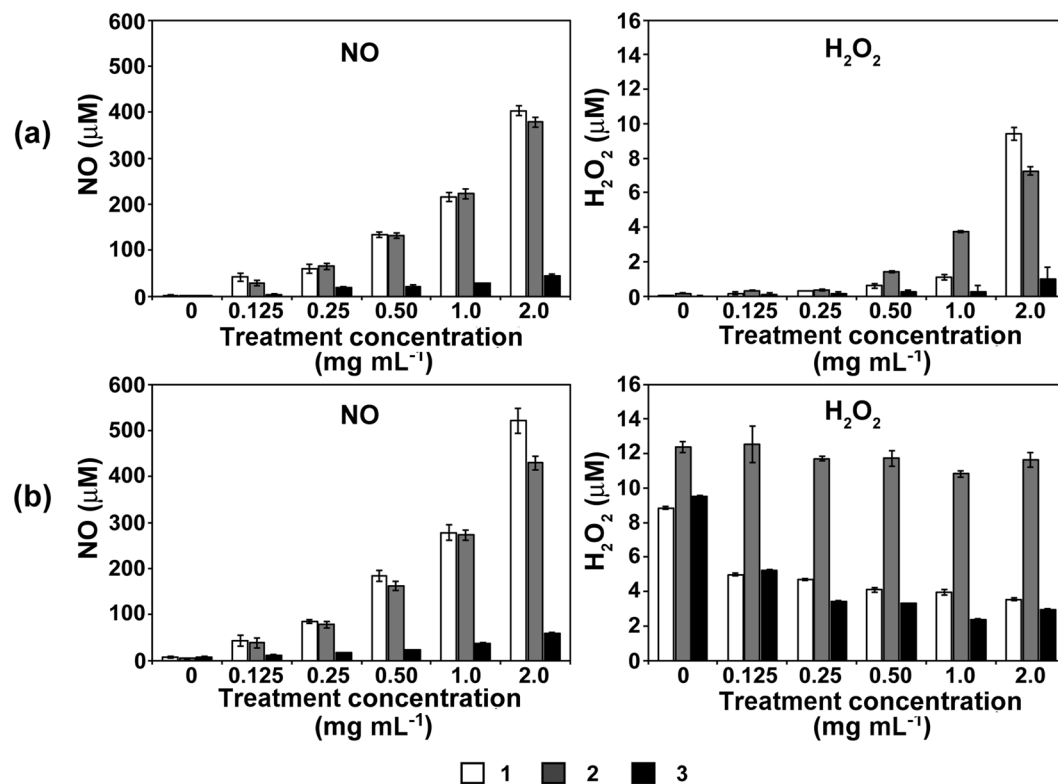 (a)
NO
NO (μM)
600
500
400
300
200
100
0
0 0.125 0.25 0.50 1.0 2.0
Treatment concentration
(mg mL⁻¹)
H₂O₂
H₂O₂ (μM)
16
14
12
10
8
6
4
2
0
0 0.125 0.25 0.50 1.0 2.0
Treatment concentration
(mg mL⁻¹)
(b)
NO
NO (μM)
600
500
400
300
200
100
0
0 0.125 0.25 0.50 1.0 2.0
Treatment concentration
(mg mL⁻¹)
H₂O₂
H₂O₂ (μM)
16
14
12
10
8
6
4
2
0
0 0.125 0.25 0.50 1.0 2.0
Treatment concentration
(mg mL⁻¹)
1 2 3